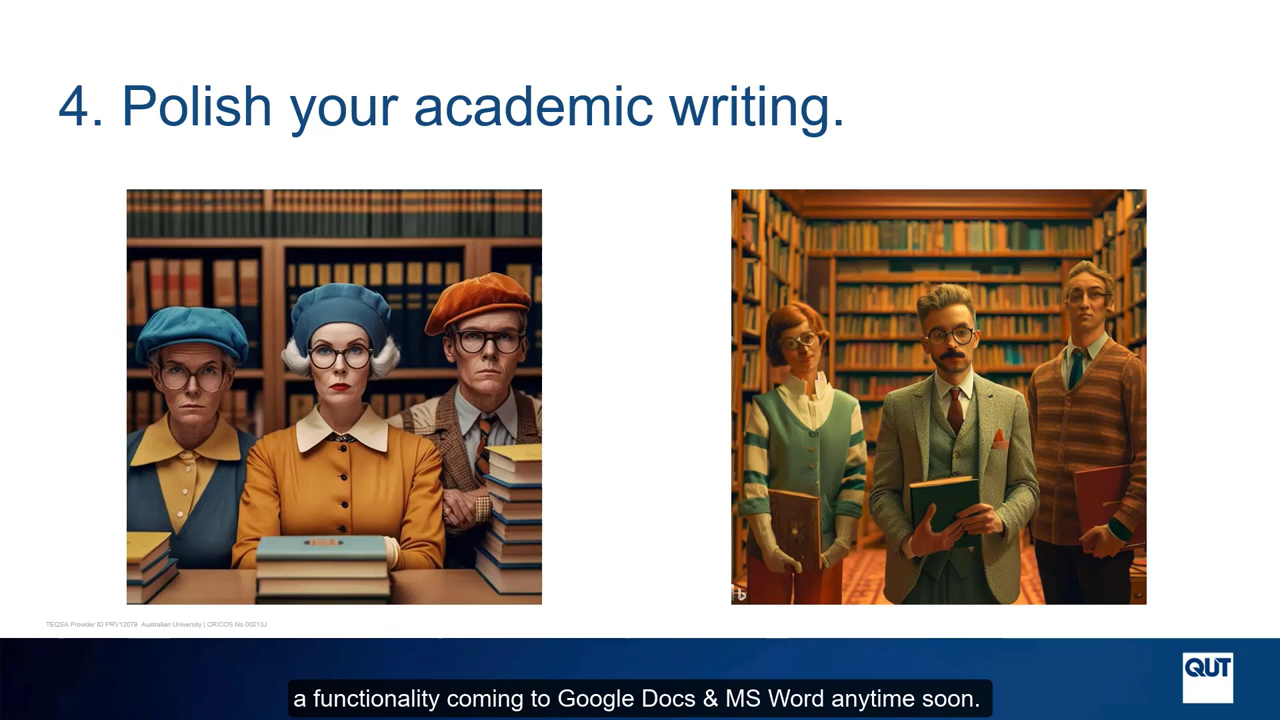 4. Polish your academic writing.
TEQSA Provider ID PRV12079 Australian University | CRICOS No.00213J
QUT
a functionality coming to Google Docs & MS Word anytime soon.